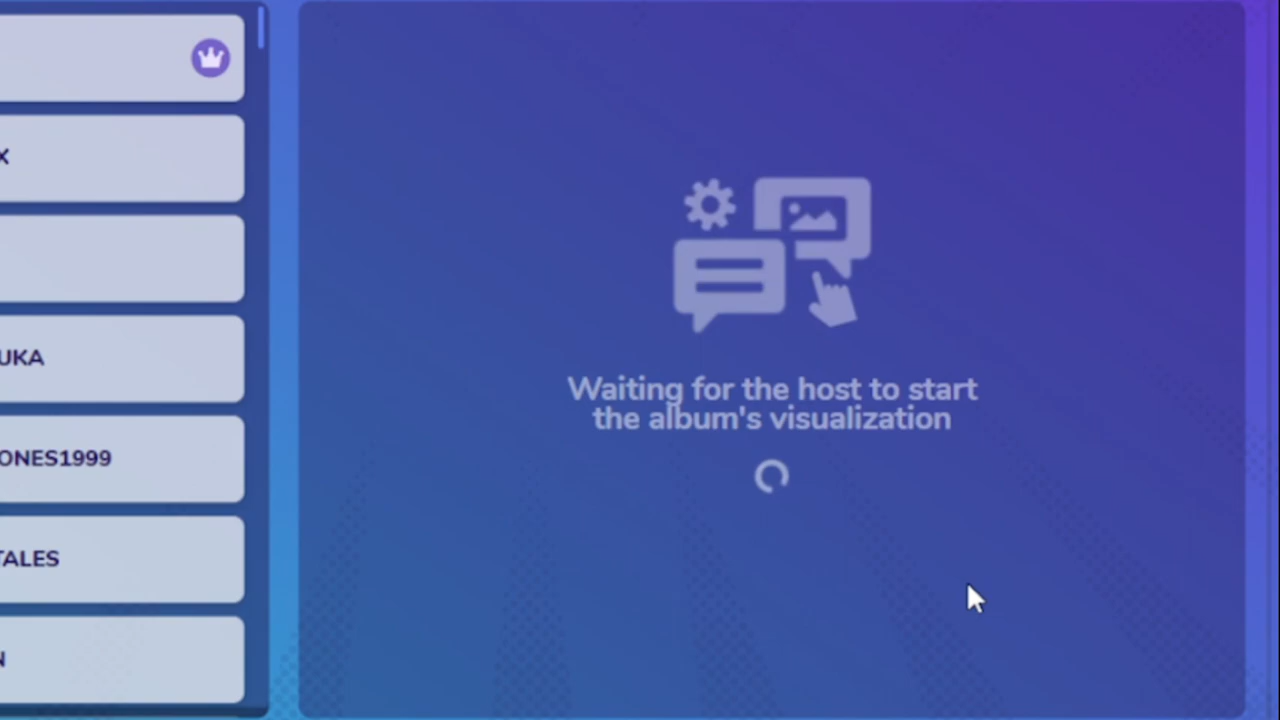 X
UKA
ONES1999
TALES
N
Waiting for the host to start
the album's visualization